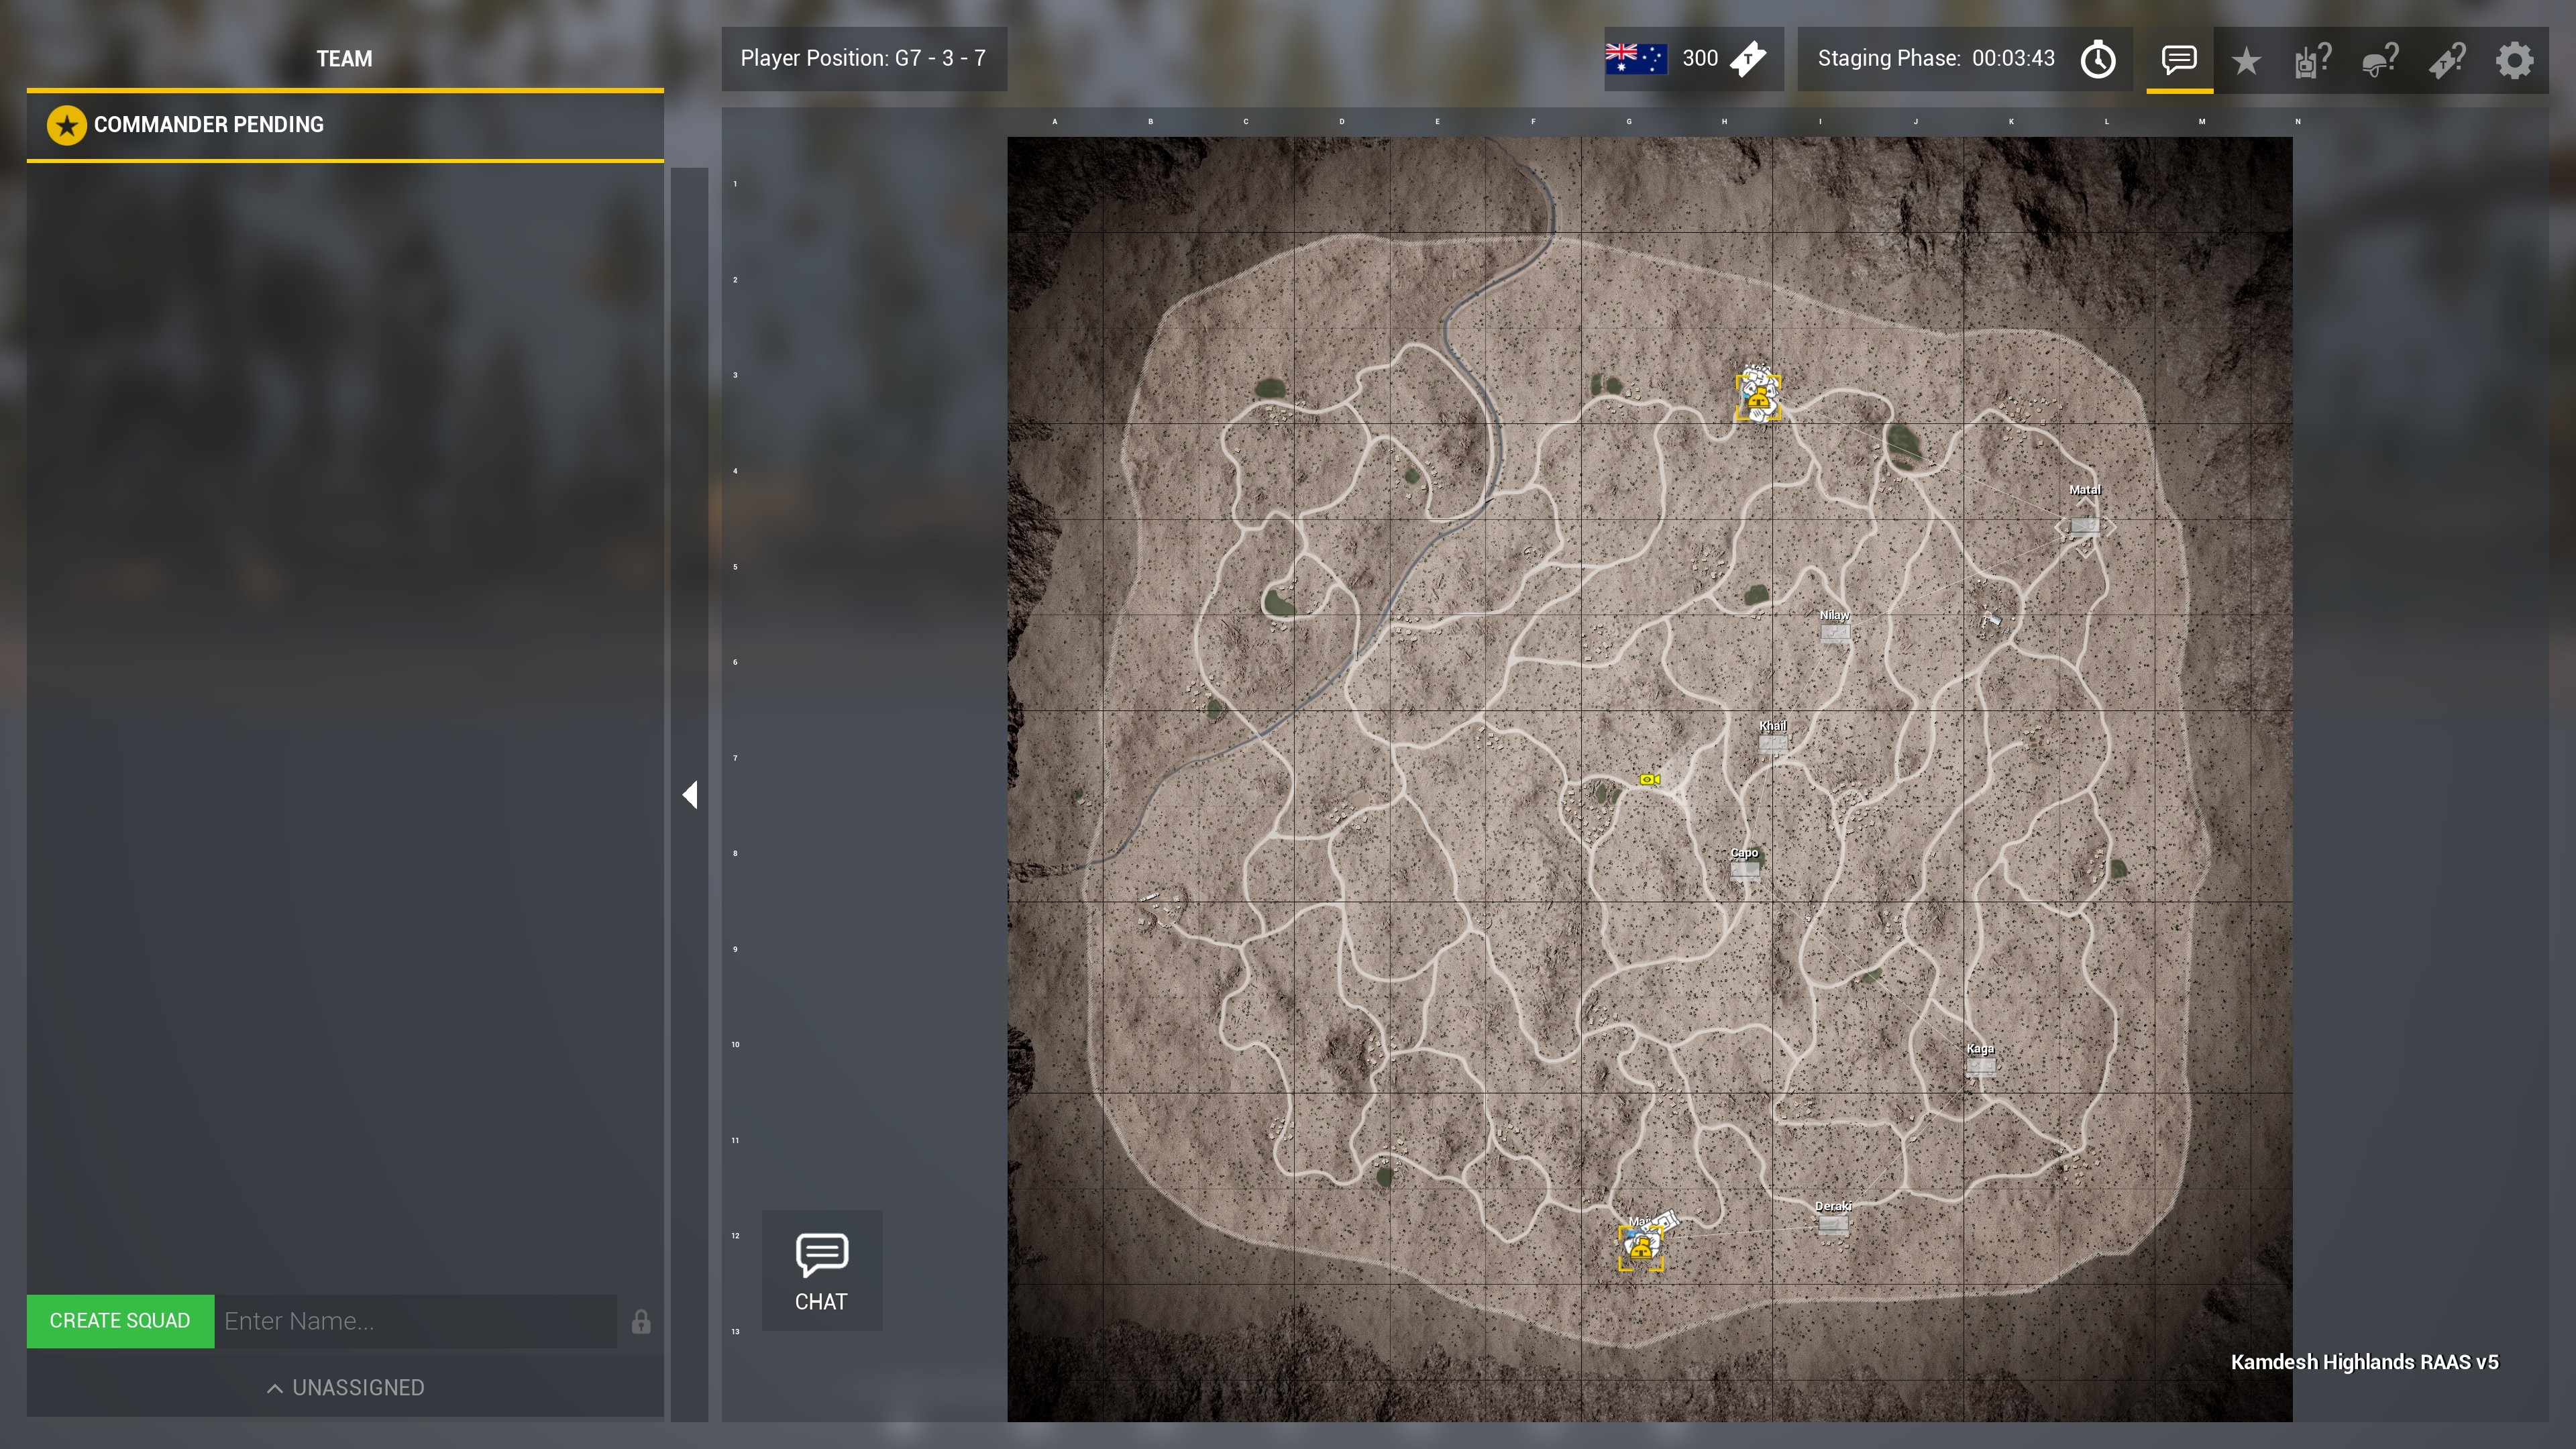 TEAM
Player Position: G7 - 3 - 7
300
T
Staging Phase: 00:03:43
? ? ?
COMMANDER PENDING
A B C D E F G H I J K L M N
1
2
3
4
Matal
5
Nilaw
6
Khail
7
Capo
8
9
Kaga
10
11
Deraki
12
CHAT
CREATE SQUAD
Enter Name...
13
Kamdesh Highlands RAAS v5
UNASSIGNED